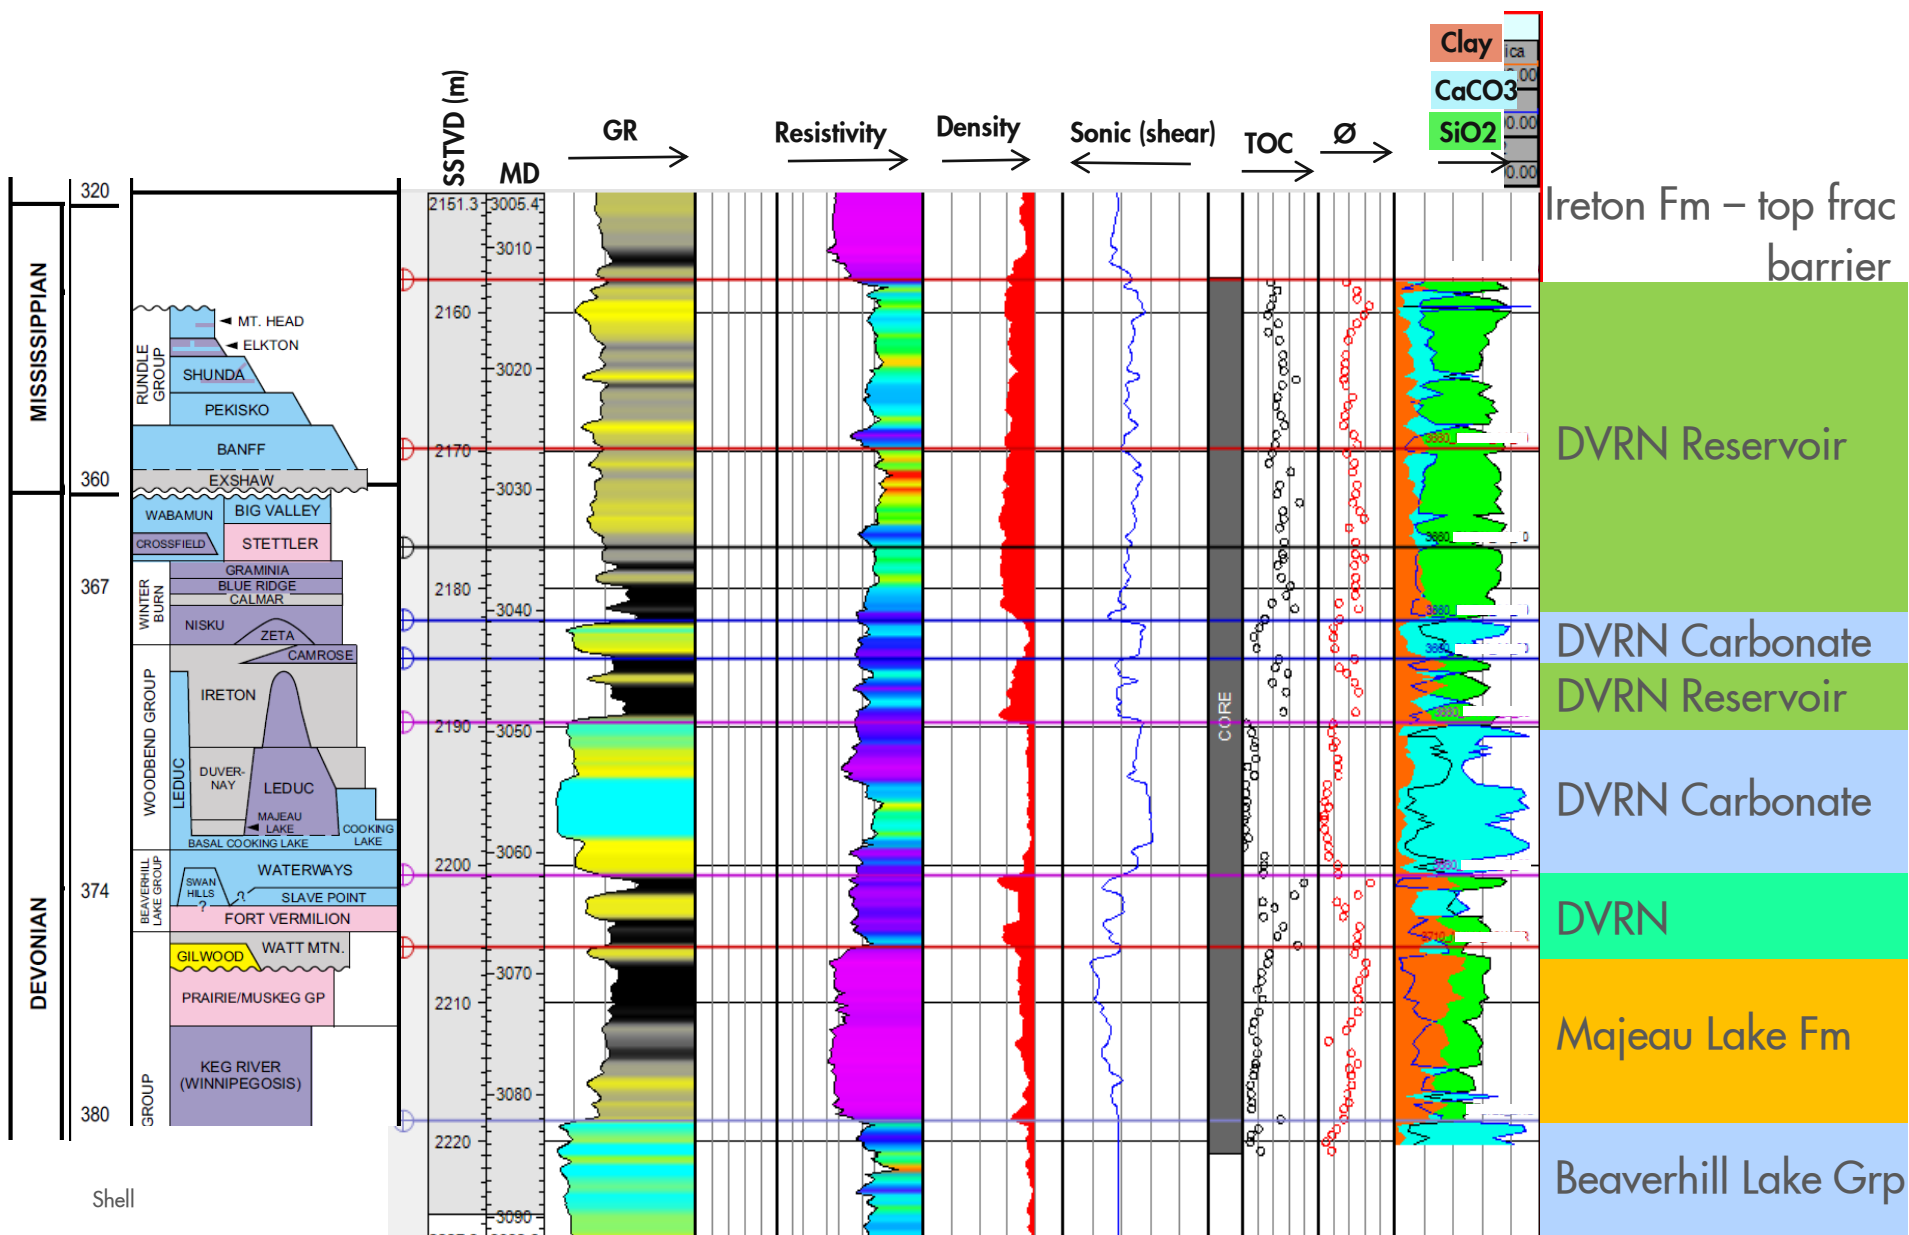 Clay
ica
CaCO3
SiO2
SSTVD (m)
MD
GR
Resistivity
Density
Sonic (shear)
TOC
Ø
320
360
367
374
380
MISSISSIPPIAN
DEVONIAN
RUNDLE GROUP
MT. HEAD
ELKTON
SHUNDA
PEKISKO
BANFF
EXSHAW
WABAMUN
BIG VALLEY
CROSSFIELD
STETTLER
WINTER BURN
GRAMINIA
BLUE RIDGE
CALMAR
NISKU
ZETA
CAMROSE
WOODBEND GROUP
IRETON
LEDUC
DUVER-
NAY
LEDUC
MAJEAU
LAKE
COOKING
LAKE
BASAL COOKING LAKE
BEAVERHILL LAKE GROUP
WATERWAYS
SWAN
HILLS
?
?
SLAVE POINT
FORT VERMILION
WATT MTN.
GILWOOD
PRAIRIE/MUSKEG GP
KEG RIVER
(WINNIPEGOSIS)
GROUP
2151.3
2160
2170
2180
2190
2200
2210
2220
3005.4
3010
3020
3030
3040
3050
3060
3070
3080
3090
CORE
Ireton Fm – top frac
barrier
DVRN Reservoir
DVRN Carbonate
DVRN Reservoir
DVRN Carbonate
DVRN
Majeau Lake Fm
Beaverhill Lake Grp
Shell